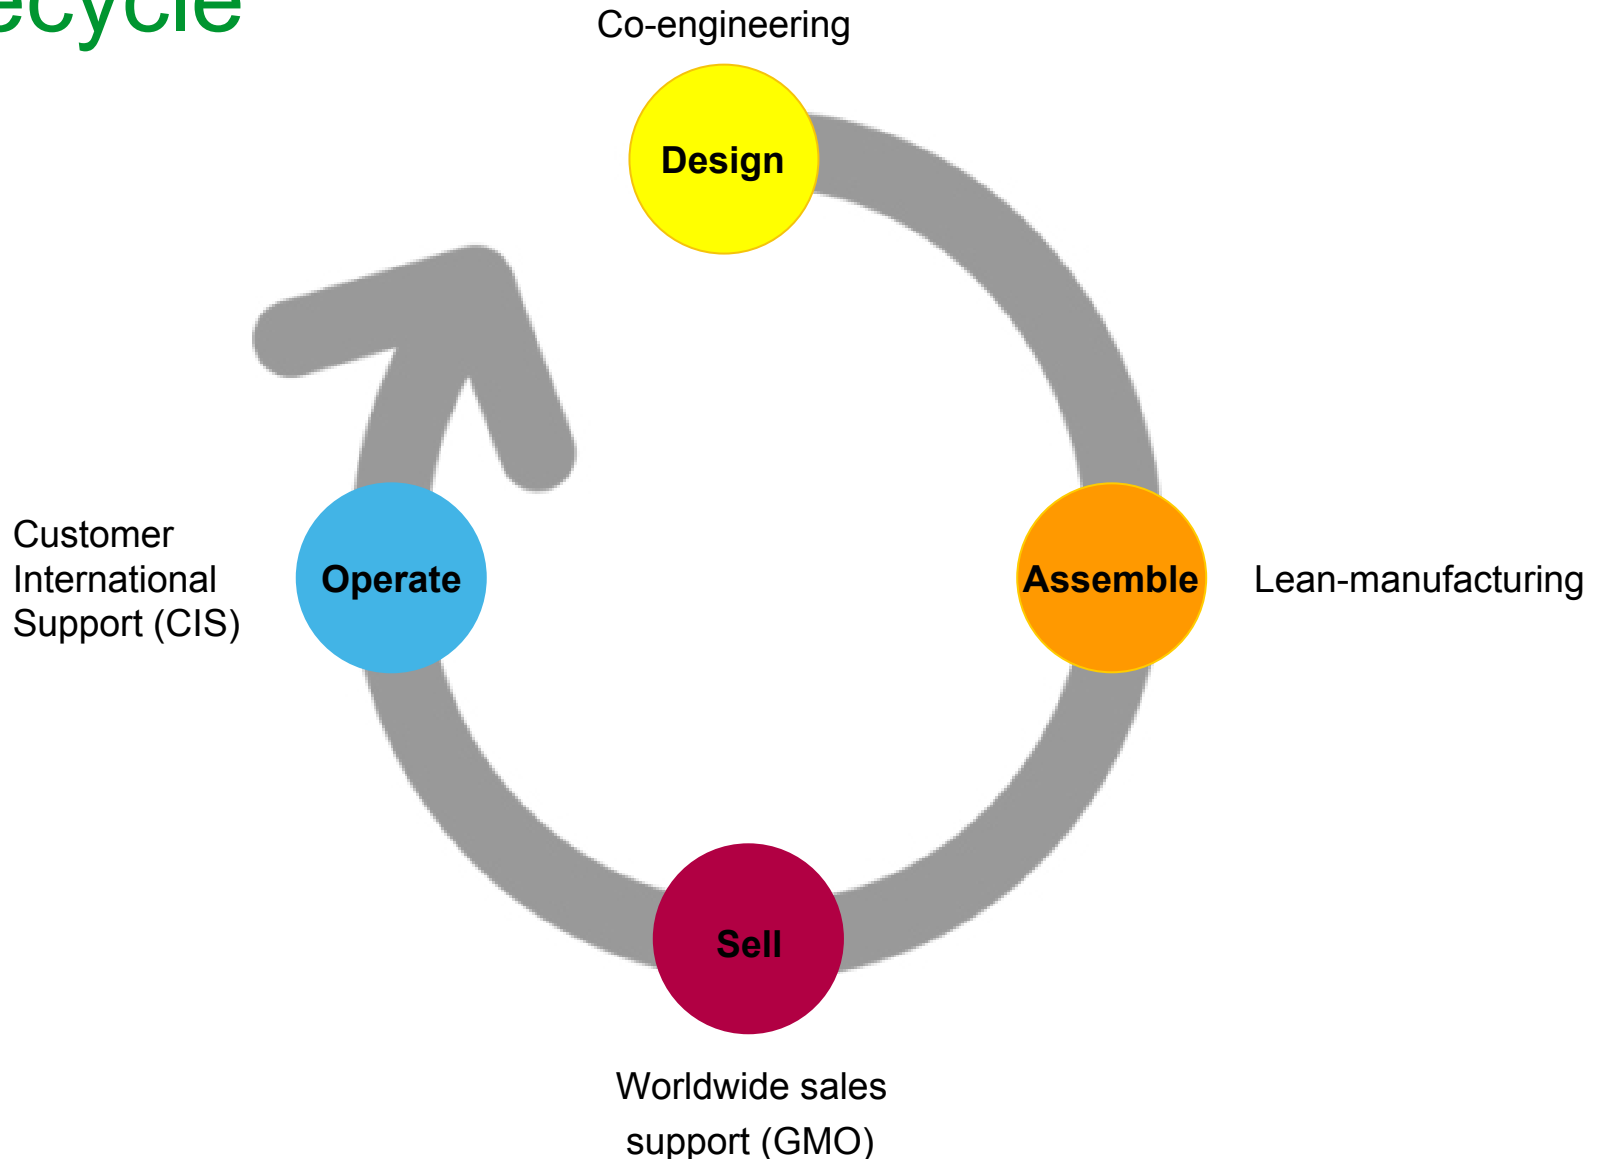 ecycle
Co-engineering
Design
Customer
International
Support (CIS)
Operate
Assemble
Lean-manufacturing
Sell
Worldwide sales
support (GMO)